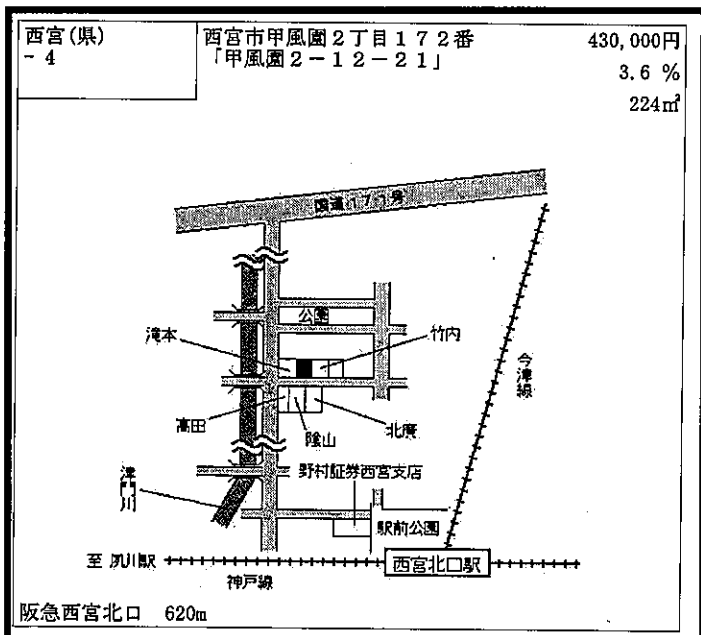 西宮(県)
－4
西宮市甲風園２丁目１７２番
「甲風園２－１２－２１」
430,000円
3.6 %
224㎡
国道１７１号
公園
滝本
竹内
今津線
高田
陰山
北廣
野村証券西宮支店
津門川
駅前公園
至 夙川駅
神戸線
西宮北口駅
阪急西宮北口 620m